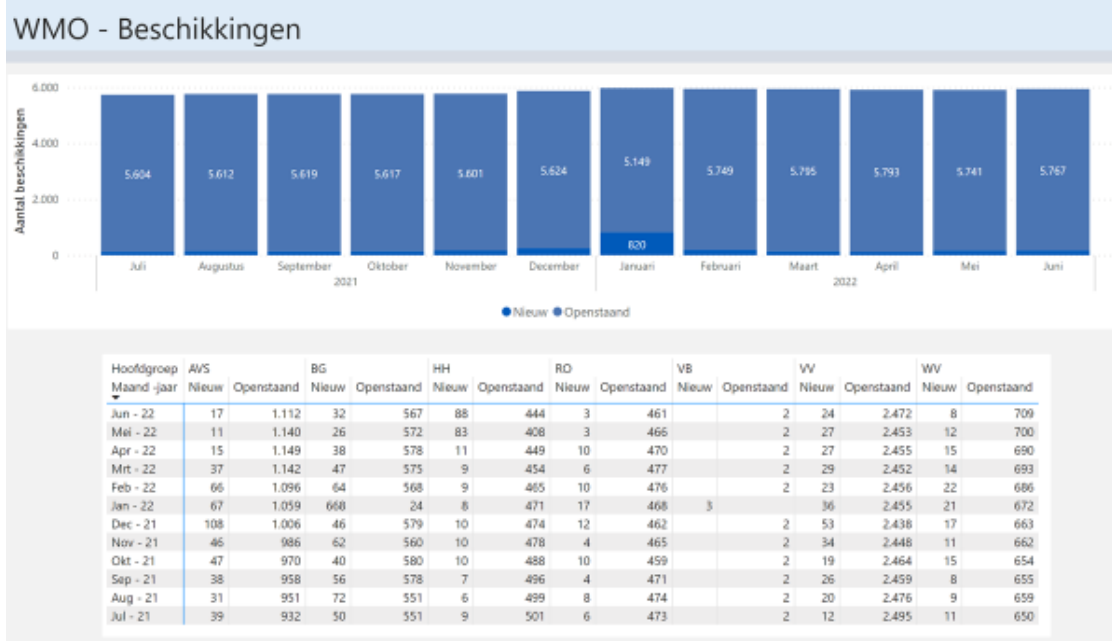 WMO - Beschikkingen
Aantal beschikkingen
6.000
4.000
2.000
0
5.604 5.612 5.619 5.617 5.601 5.624 5.149 5.749 5.795 5.793 5.741 5.767
820
Juli Augustus September Oktober November December Januari Februari Maart April Mei Juni
2021 2022
Nieuw Openstaand
Hoofdgroep AVS BG HH RO VB VV WV
Maand -jaar Nieuw Openstaand Nieuw Openstaand Nieuw Openstaand Nieuw Openstaand Nieuw Openstaand Nieuw Openstaand Nieuw Openstaand
Jun - 22 17 1.112 32 567 88 444 3 461 2 24 2.472 8 709
Mei - 22 11 1.140 26 572 83 408 3 466 2 27 2.453 12 700
Apr - 22 15 1.149 38 578 11 449 10 470 2 27 2.455 15 690
Mrt - 22 37 1.142 47 575 9 454 6 477 2 29 2.452 14 693
Feb - 22 66 1.096 64 568 9 465 10 476 2 23 2.456 22 686
Jan - 22 67 1.059 668 24 8 471 17 468 3 36 2.455 21 672
Dec - 21 108 1.006 46 579 10 474 12 462 2 53 2.438 17 663
Nov - 21 46 986 62 560 10 478 4 465 2 34 2.448 11 662
Okt - 21 47 970 40 580 10 488 10 459 2 19 2.464 15 654
Sep - 21 38 958 56 578 7 496 4 471 2 26 2.459 8 655
Aug - 21 31 951 72 551 6 499 8 474 2 20 2.476 9 659
Jul - 21 39 932 50 551 9 501 6 473 2 12 2.495 11 650